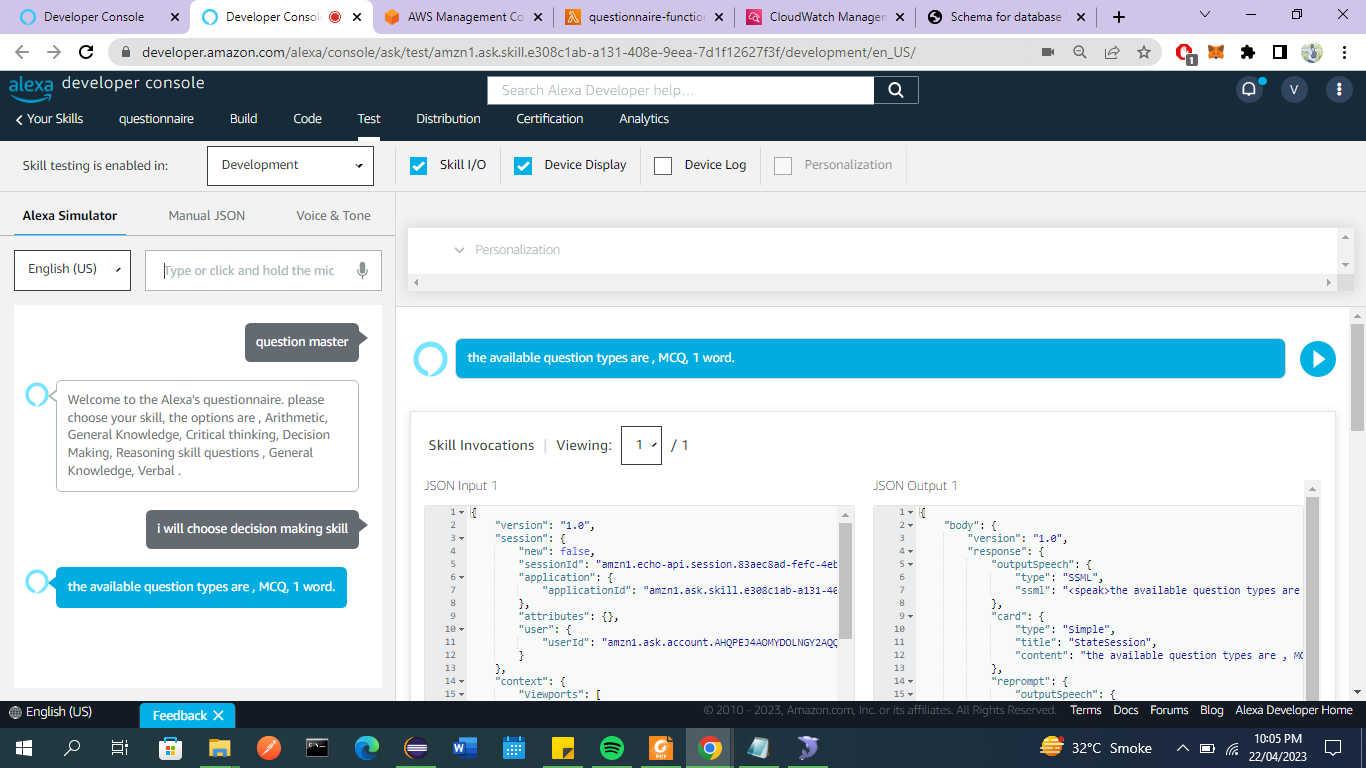 Developer Console
Developer Consol
AWS Management Co
questionnaire-function
CloudWatch Managem
Schema for database
developer.amazon.com/alexa/console/ask/test/amzn1.ask.skill.e308c1ab-a131-408e-9eea-7d1f12627f3f/development/en_US/
1
alexa developer console
Search Alexa Developer help...
V
Your Skills
questionnaire
Build
Code
Test
Distribution
Certification
Analytics
Skill testing is enabled in:
Development
Skill I/O
Device Display
Device Log
Personalization
Alexa Simulator
Manual JSON
Voice & Tone
English (US)
Type or click and hold the mic
Personalization
question master
Welcome to the Alexa's questionnaire. please
choose your skill, the options are , Arithmetic,
General Knowledge, Critical thinking, Decision
Making, Reasoning skill questions , General
Knowledge, Verbal .
i will choose decision making skill
the available question types are , MCQ, 1 word.
the available question types are , MCQ, 1 word.
Skill Invocations | Viewing: 1 / 1
JSON Input 1
1 {
2 "version": "1.0",
3 "session": {
4 "new": false,
5 "sessionId": "amzn1.echo-api.session.83aec8ad-fefc-4eb
6 "application": {
7 "applicationId": "amzn1.ask.skill.e308c1ab-a131-40
8 },
9 "attributes": {},
10 "user": {
11 "userId": "amzn1.ask.account.AHQPEJ4AOMYDOLNGY2AQQ
12 }
13 },
14 "context": {
15 "Viewports": [
JSON Output 1
1 {
2 "body": {
3 "version": "1.0",
4 "response": {
5 "outputSpeech": {
6 "type": "SSML",
7 "ssml": "<speak>the available question types are
8 },
9 "card": {
10 "type": "Simple",
11 "title": "StateSession",
12 "content": "the available question types are , MC
13 },
14 "reprompt": {
15 "outputSpeech": {
English (US)
Feedback
© 2010 - 2023, Amazon.com, Inc. or its affiliates. All Rights Reserved.
Terms
Docs
Forums
Blog
Alexa Developer Home
32°C Smoke
10:05 PM
22/04/2023